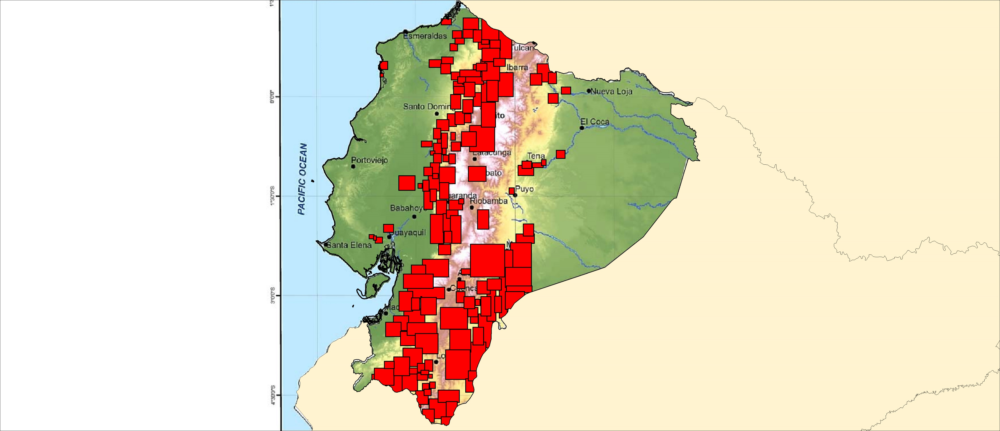 Esmeraldas
Tulcan
Ibarra
Nueva Loja
0°0'0"
Santo Doming
ito
El Coca
PACIFIC OCEAN
Latacunga
Tena
Portoviejo
bato
Puyo
1°30'0"S
uaranda
Riobamba
Babahoyo
Guayaquil
Santa Elena
M
A
Cuenca
3°0'0"S
Mac
Lo
4°30'0"S